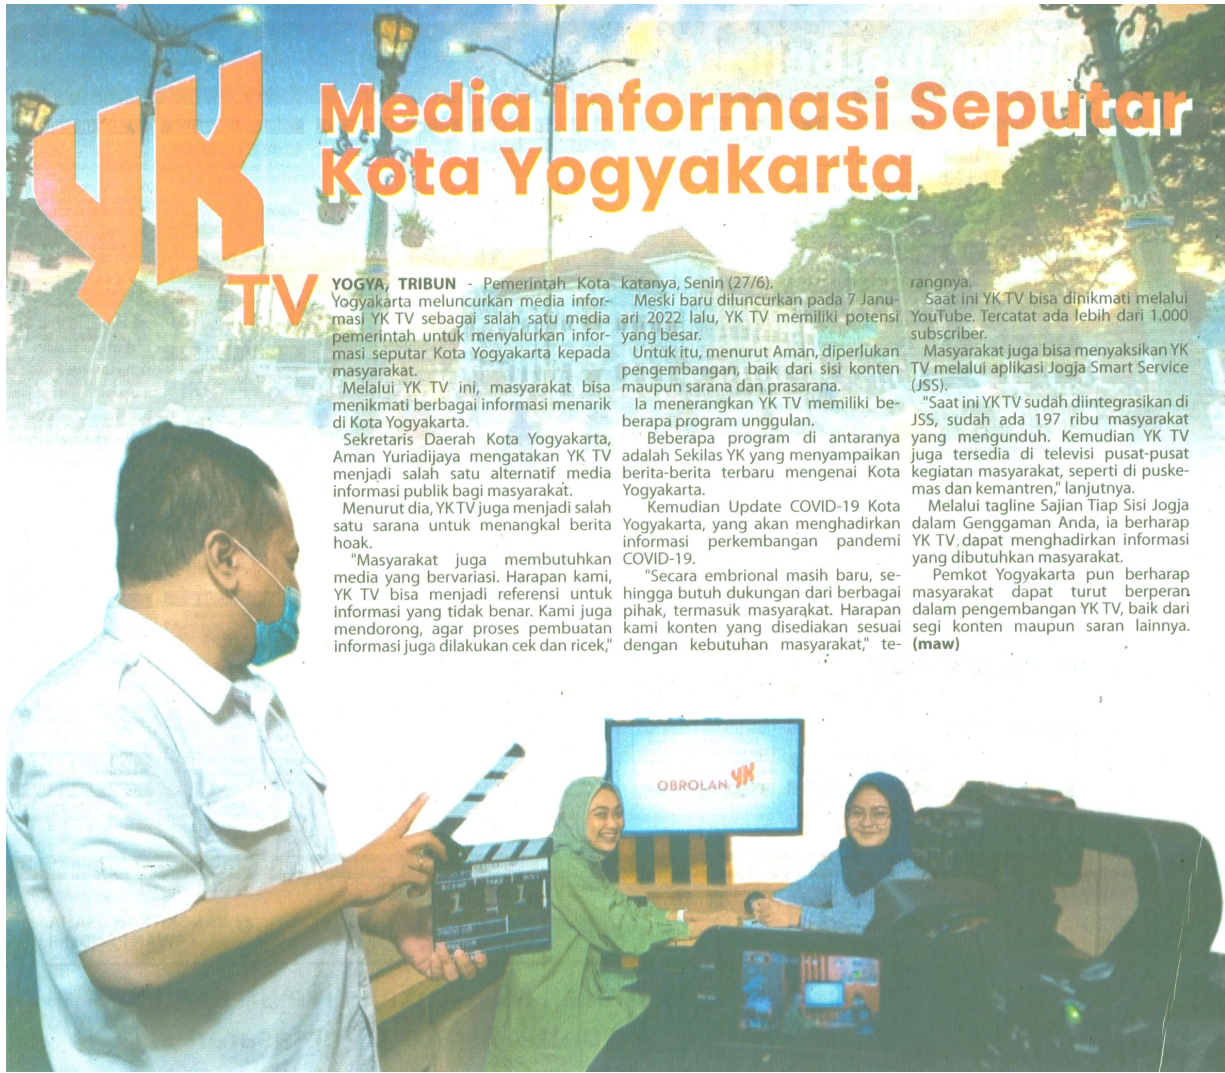 YK
TV
Media Informasi Seputar
Kota Yogyakarta
YOGYA, TRIBUN - Pemerintah Kota
Yogyakarta meluncurkan media infor-
masi YK TV sebagai salah satu media
pemerintah untuk menyalurkan infor-
masi seputar Kota Yogyakarta kepada
masyarakat.
Melalui YK TV ini, masyarakat bisa
menikmati berbagai informasi menarik
di Kota Yogyakarta.
Sekretaris Daerah Kota Yogyakarta,
Aman Yuriadijaya mengatakan YK TV
menjadi salah satu alternatif media
informasi publik bagi masyarakat.
Menurut dia, YK TV juga menjadi salah
satu sarana untuk menangkal berita
hoak.
"Masyarakat juga membutuhkan
media yang bervariasi. Harapan kami,
YK TV bisa menjadi referensi untuk
informasi yang tidak benar. Kami juga
mendorong, agar proses pembuatan
informasi juga dilakukan cek dan ricek,"
katanya, Senin (27/6).
Meski baru diluncurkan pada 7 Janu-
ari 2022 lalu, YK TV memiliki potensi
yang besar.
Untuk itu, menurut Aman, diperlukan
pengembangan, baik dari sisi konten
maupun sarana dan prasarana.
Ia menerangkan YK TV memiliki be-
berapa program unggulan.
Beberapa program di antaranya
adalah Sekilas YK yang menyampaikan
berita-berita terbaru mengenai Kota
Yogyakarta.
Kemudian Update COVID-19 Kota
Yogyakarta, yang akan menghadirkan
informasi perkembangan pandemi
COVID-19.
"Secara embrional masih baru, se-
hingga butuh dukungan dari berbagai
pihak, termasuk masyarakat. Harapan
kami konten yang disediakan sesuai
dengan kebutuhan masyarakat," te-
rangnya.
Saat ini YK TV bisa dinikmati melalui
YouTube. Tercatat ada lebih dari 1.000
subscriber.
Masyarakat juga bisa menyaksikan YK
TV melalui aplikasi Jogja Smart Service
(JSS).
"Saat ini YK TV sudah diintegrasikan di
JSS, sudah ada 197 ribu masyarakat
yang mengunduh. Kemudian YK TV
juga tersedia di televisi pusat-pusat
kegiatan masyarakat, seperti di puske-
mas dan kemantren," lanjutnya.
Melalui tagline Sajian Tiap Sisi Jogja
dalam Genggaman Anda, ia berharap
YK TV dapat menghadirkan informasi
yang dibutuhkan masyarakat.
Pemkot Yogyakarta pun berharap
masyarakat dapat turut berperan
dalam pengembangan YK TV, baik dari
segi konten maupun saran lainnya.
(maw)
OBROLAN YK
SCENE TAKE ROLL
1 1 1
PROD.CO.
DIRECTOR